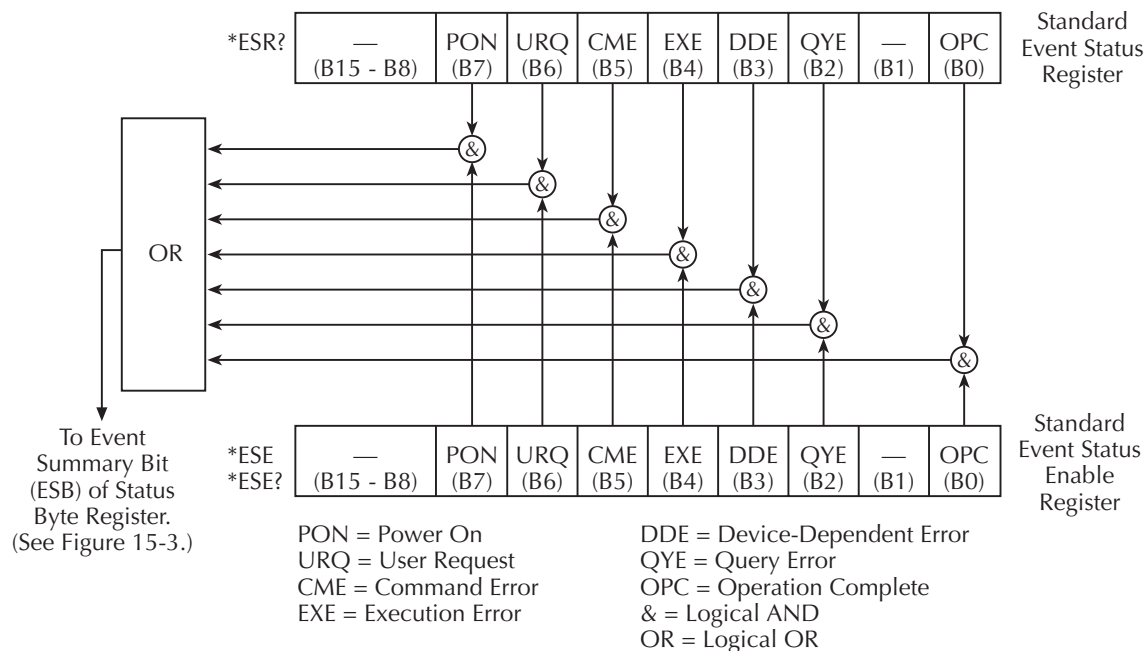 *ESR?
— PON URQ CME EXE DDE QYE — OPC
(B15 - B8) (B7) (B6) (B5) (B4) (B3) (B2) (B1) (B0)
Standard
Event Status
Register
&
&
&
&
&
&
&
OR
To Event
Summary Bit
(ESB) of Status
Byte Register.
(See Figure 15-3.)
*ESE
*ESE?
— PON URQ CME EXE DDE QYE — OPC
(B15 - B8) (B7) (B6) (B5) (B4) (B3) (B2) (B1) (B0)
Standard
Event Status
Enable
Register
PON = Power On
URQ = User Request
CME = Command Error
EXE = Execution Error
DDE = Device-Dependent Error
QYE = Query Error
OPC = Operation Complete
& = Logical AND
OR = Logical OR